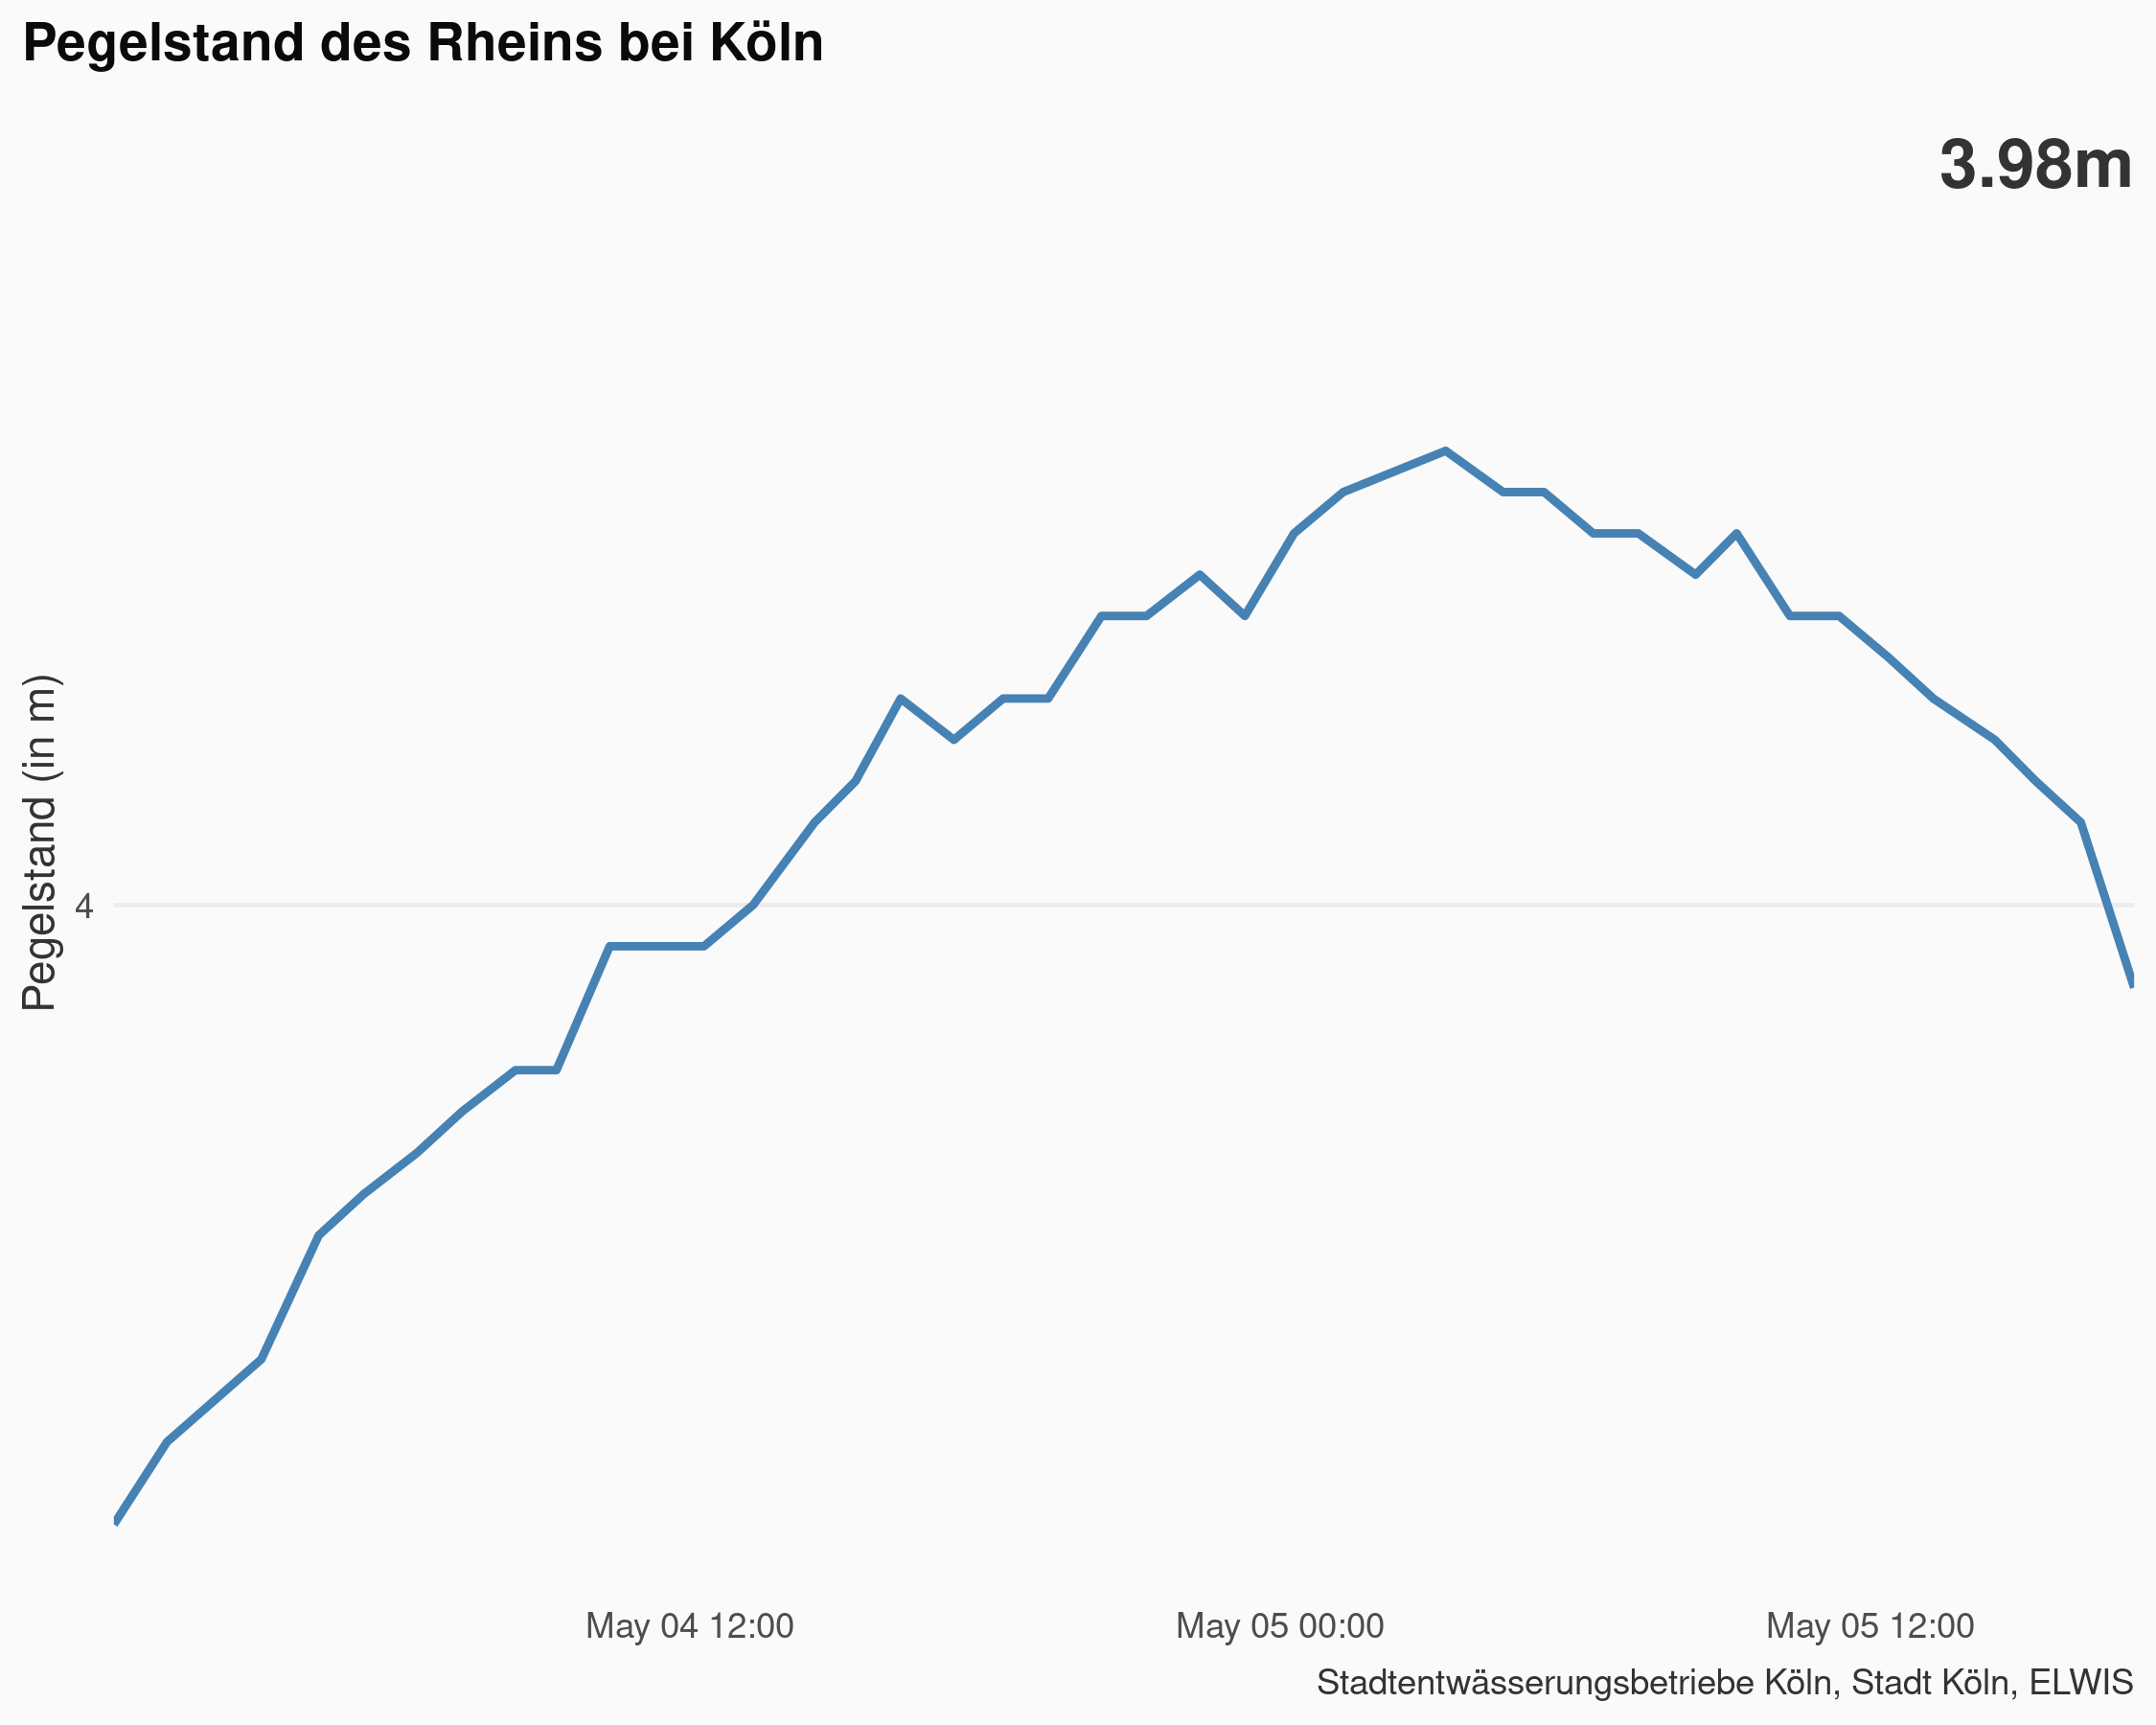 Pegelstand des Rheins bei Köln
3.98m
Pegelstand (in m)
4
May 04 12:00
May 05 00:00
May 05 12:00
Stadtentwässerungsbetriebe Köln, Stadt Köln, ELWIS